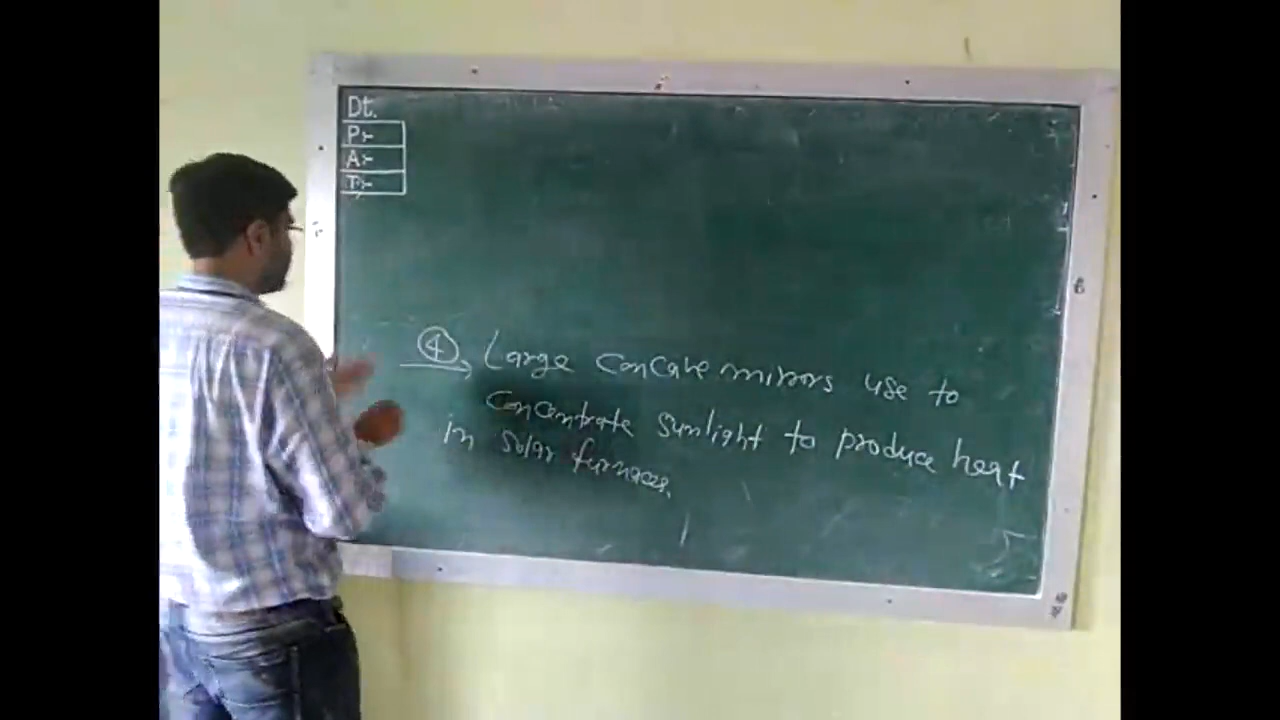 Dt.
P:-
A:-
T:-
④ Large concave mirrors use to
concentrate sunlight to produce heat
in solar furnaces.